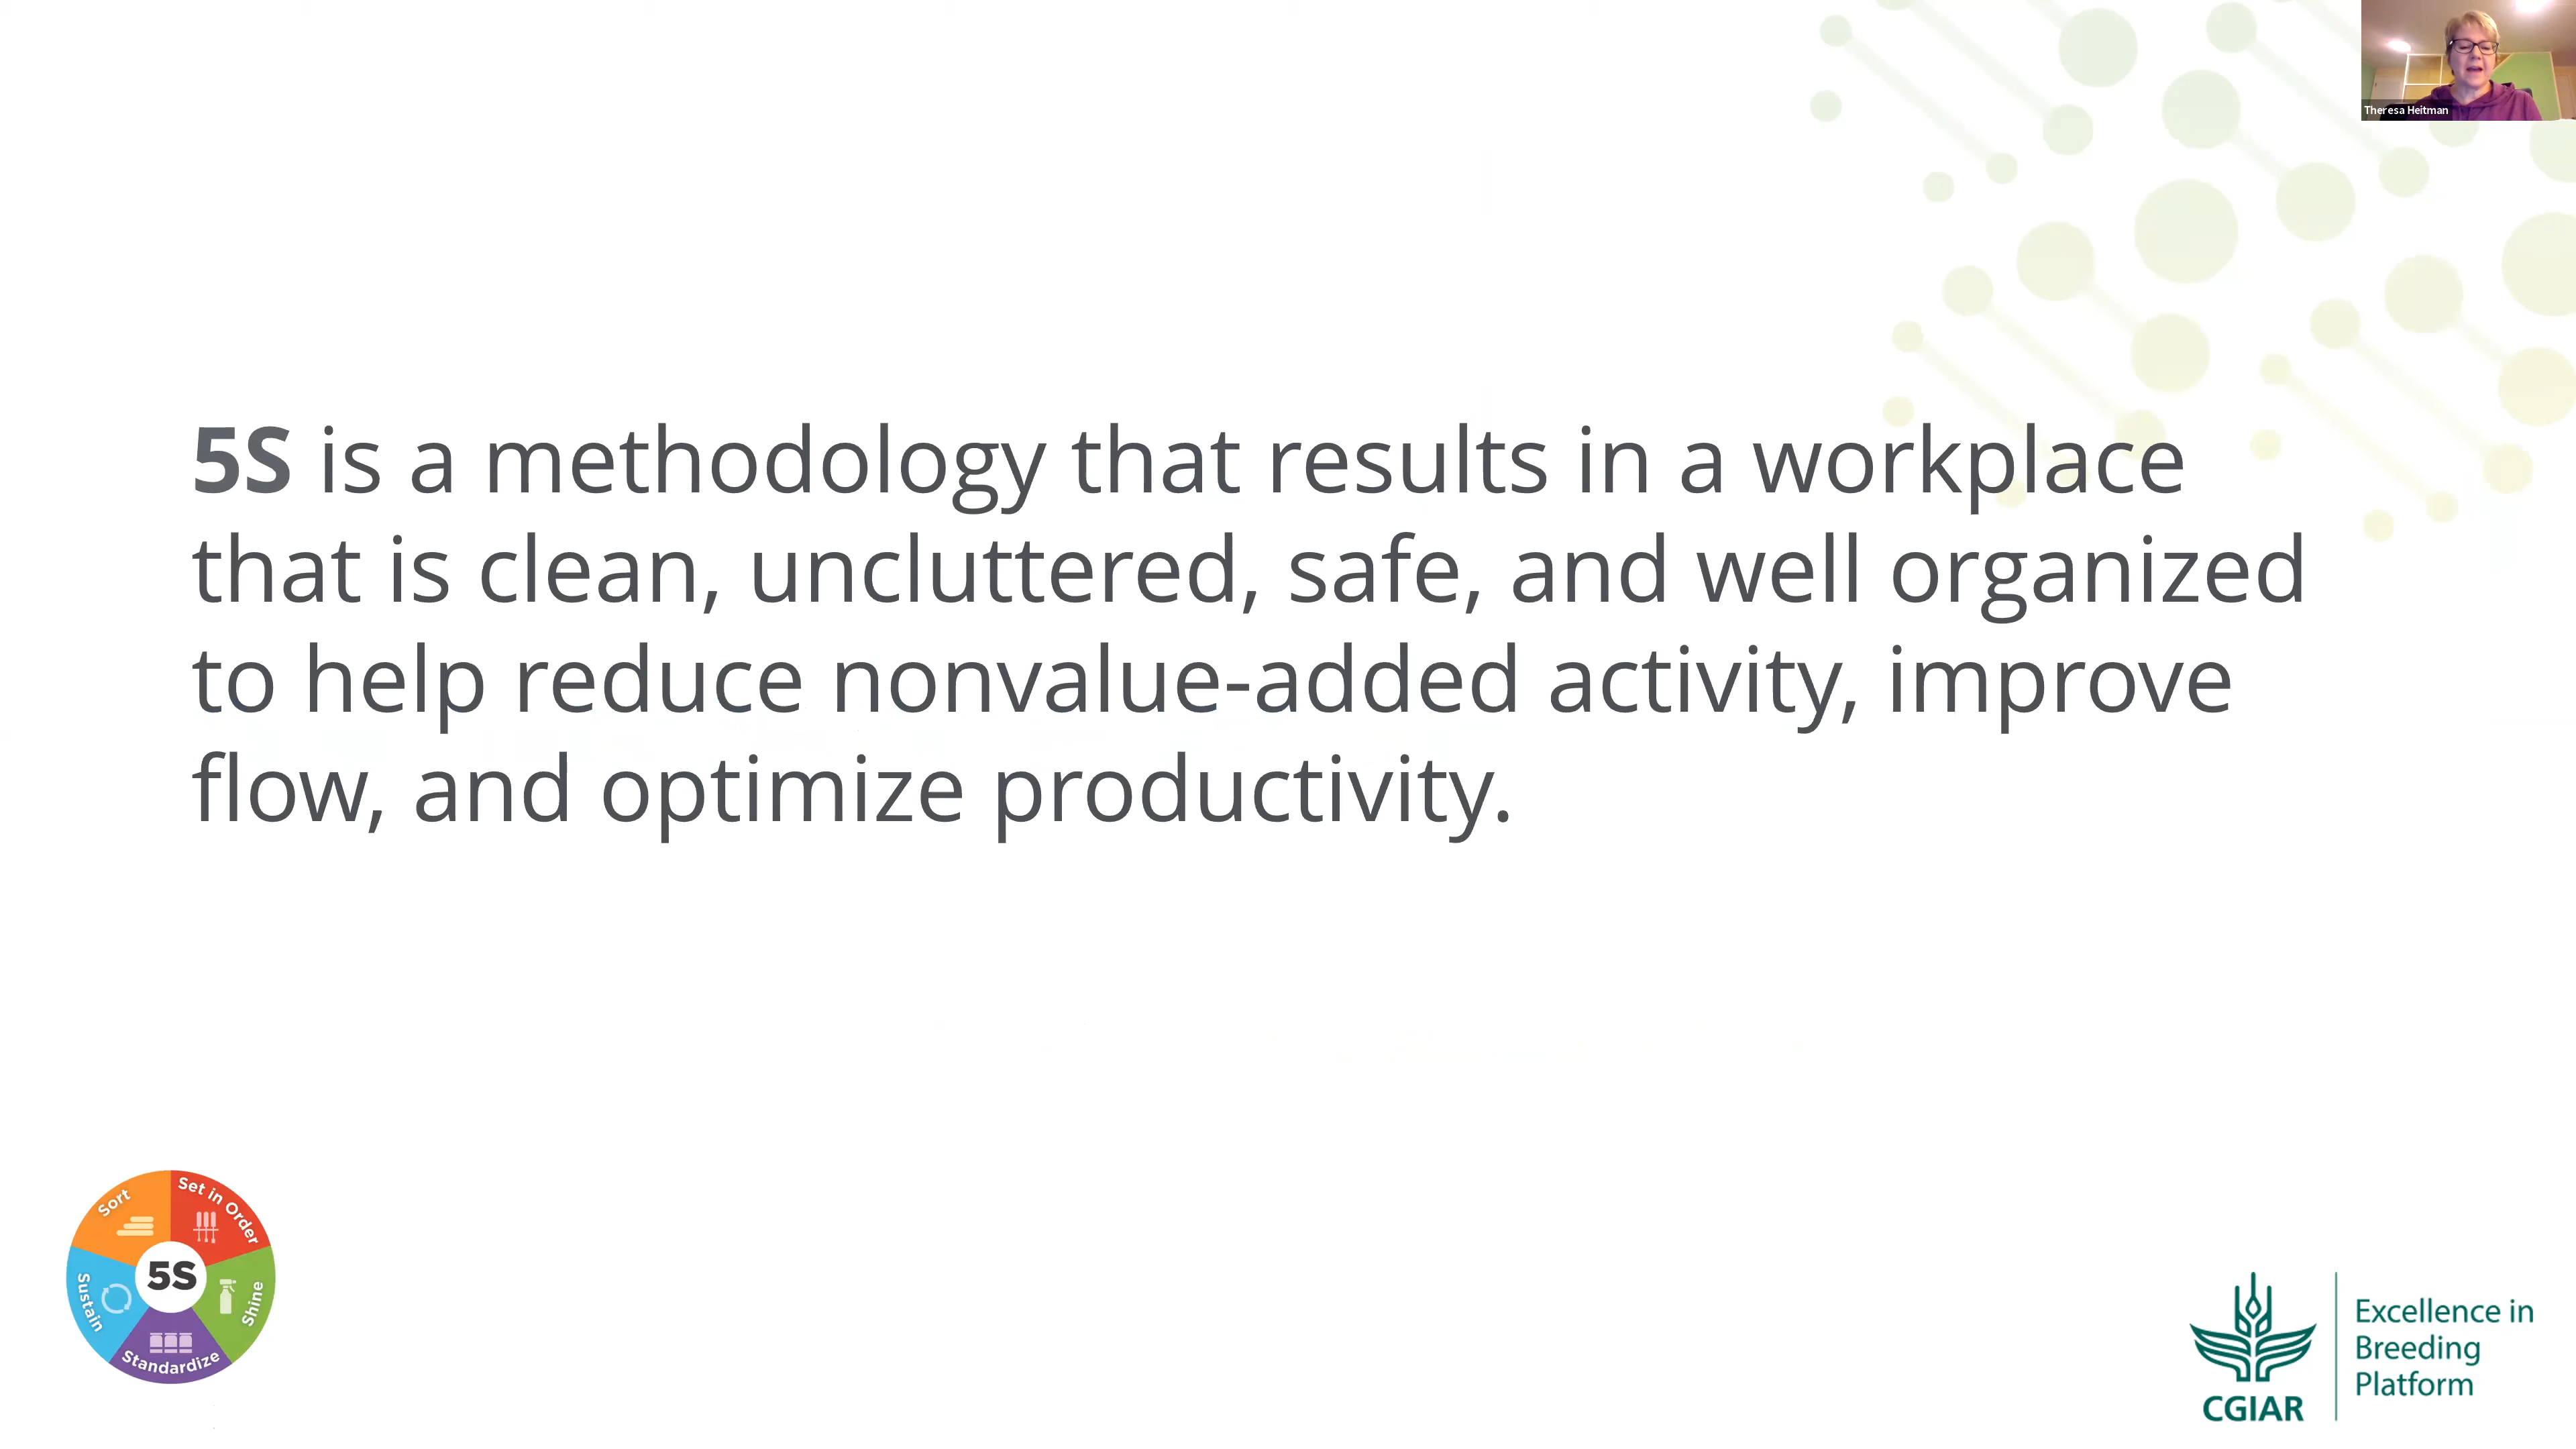 Theresa Heitman
5S is a methodology that results in a workplace
that is clean, uncluttered, safe, and well organized
to help reduce nonvalue-added activity, improve
flow, and optimize productivity.
Sort
Set in Order
Shine
Standardize
Sustain
5S
CGIAR
Excellence in
Breeding
Platform